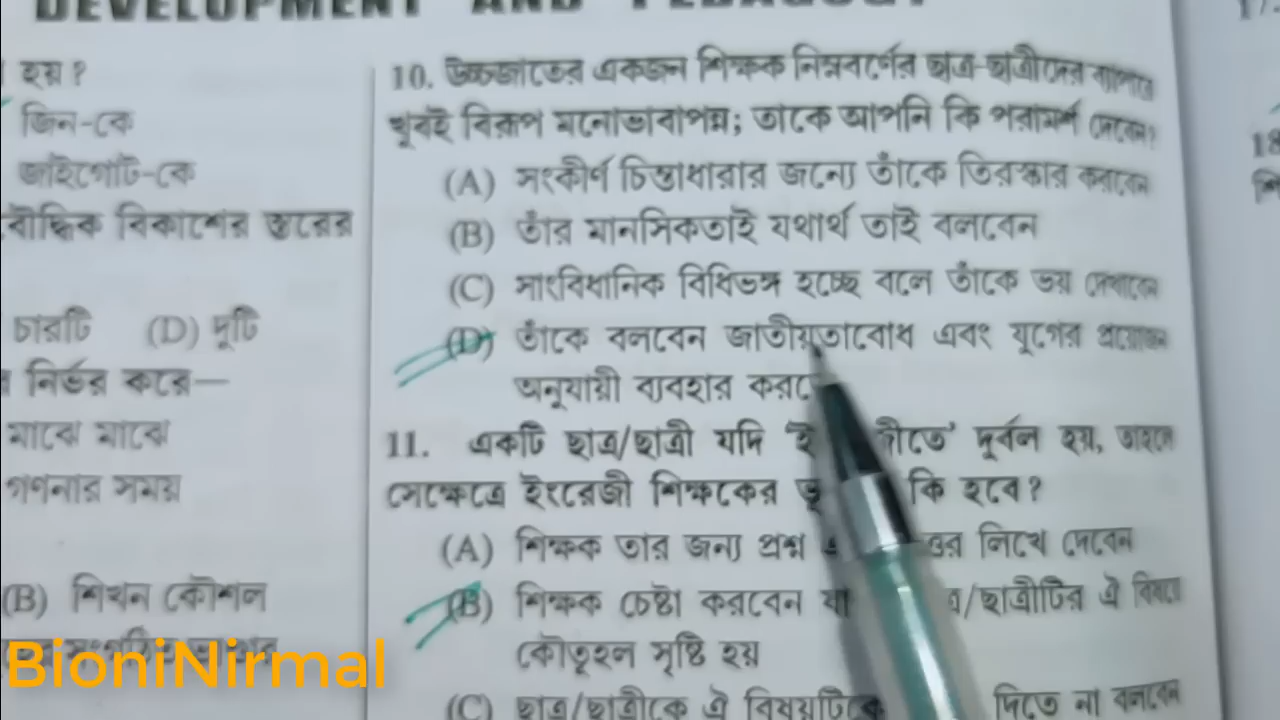 DEVELOPMENT AND PEDAGOGY
হয় ?
জিন-কে
জাইগোট-কে
বৌদ্ধিক বিকাশের স্তরের
চারটি (D) দুটি
নির্ভর করে—
মাঝে মাঝে
গণনার সময়
(B) শিখন কৌশল
10. উচ্চজাতের একজন শিক্ষক নিম্নবর্ণের ছাত্র-ছাত্রীদের ব্যাপারে
খুবই বিরূপ মনোভাবাপন্ন; তাকে আপনি কি পরামর্শ দেবেন?
(A) সংকীর্ণ চিন্তাধারার জন্যে তাঁকে তিরস্কার করবেন
(B) তাঁর মানসিকতাই যথার্থ তাই বলবেন
(C) সাংবিধানিক বিধিভঙ্গ হচ্ছে বলে তাঁকে ভয় দেখাবেন
(D) তাঁকে বলবেন জাতীয়তাবোধ এবং যুগের প্রয়োজন
অনুযায়ী ব্যবহার
11. একটি ছাত্র/ছাত্রী যদি দুর্বল হয়, তাহলে
সেক্ষেত্রে ইংরেজী শিক্ষকের কি হবে?
(A) শিক্ষক তার জন্য প্রশ্ন লিখে দেবেন
(B) শিক্ষক চেষ্টা করবেন /ছাত্রীটির ঐ বিষয়ে
কৌতূহল সৃষ্টি হয়
(C) ছাত্র/ছাত্রীকে ঐ বিষয়টিকে দিতে না বলবেন
17.
18
BioniNirmal